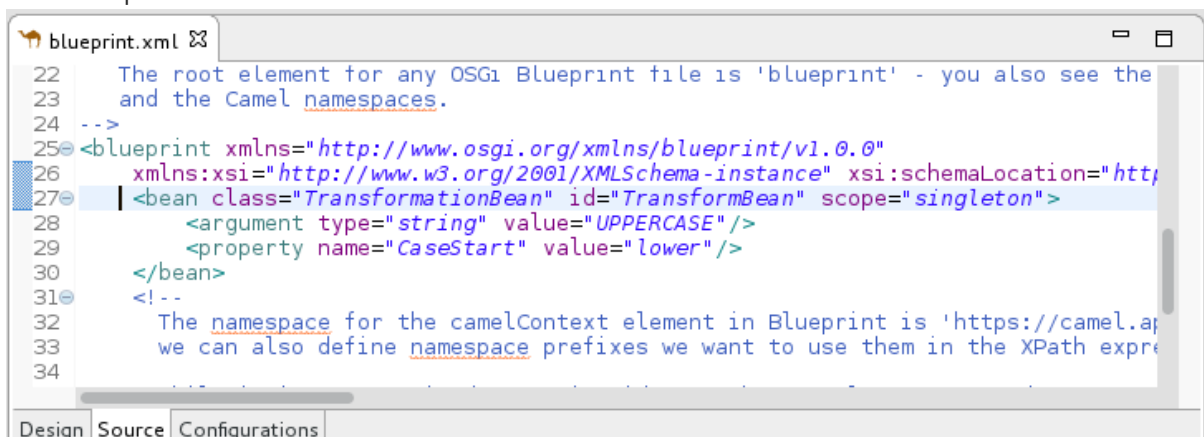 blueprint.xml
22 The root element for any OSGi Blueprint file is 'blueprint' - you also see the
23 and the Camel namespaces.
24 -->
25 <blueprint xmlns="http://www.osgi.org/xmlns/blueprint/v1.0.0"
26 xmlns:xsi="http://www.w3.org/2001/XMLSchema-instance" xsi:schemaLocation="http
27 <bean class="TransformationBean" id="TransformBean" scope="singleton">
28 <argument type="string" value="UPPERCASE"/>
29 <property name="CaseStart" value="lower"/>
30 </bean>
31 <!--
32 The namespace for the camelContext element in Blueprint is 'https://camel.ap
33 we can also define namespace prefixes we want to use them in the XPath expre
34
Design Source Configurations